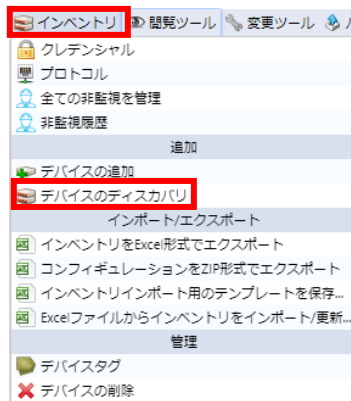 インベントリ 閲覧ツール 変更ツール
クレデンシャル
プロトコル
全ての非監視を管理
非監視履歴
追加
デバイスの追加
デバイスのディスカバリ
インポート/エクスポート
インベントリをExcel形式でエクスポート
コンフィギュレーションをZIP形式でエクスポート
インベントリインポート用のテンプレートを保存...
Excelファイルからインベントリをインポート/更新...
管理
デバイスタグ
デバイスの削除